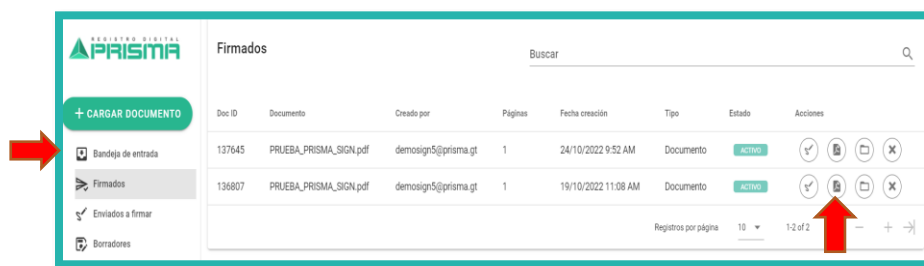 REGISTRO DIGITAL
PRISMA
Firmados
Buscar
+ CARGAR DOCUMENTO
Bandeja de entrada
Firmados
Enviados a firmar
Borradores
Doc ID Documento Creado por Páginas Fecha creación Tipo Estado Acciones
137645 PRUEBA_PRISMA_SIGN.pdf demosign5@prisma.gt 1 24/10/2022 9:52 AM Documento ACTIVO
136807 PRUEBA_PRISMA_SIGN.pdf demosign5@prisma.gt 1 19/10/2022 11:08 AM Documento ACTIVO
Registros por página 10 1-2 of 2